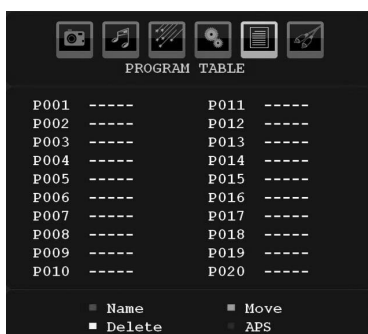 PROGRAM TABLE
P001 ----- P011 -----
P002 ----- P012 -----
P003 ----- P013 -----
P004 ----- P014 -----
P005 ----- P015 -----
P006 ----- P016 -----
P007 ----- P017 -----
P008 ----- P018 -----
P009 ----- P019 -----
P010 ----- P020 -----
Name Move
Delete APS